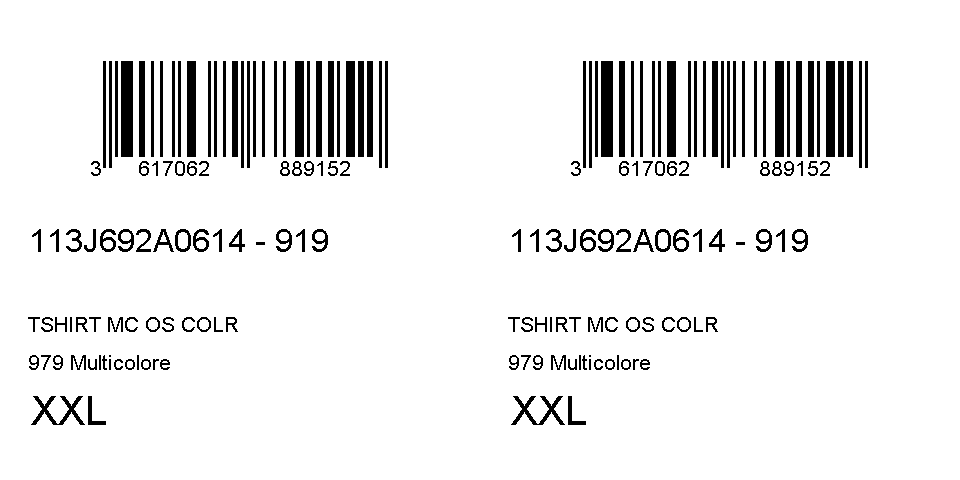 3 617062 889152 3 617062 889152
113J692A0614 - 919 113J692A0614 - 919
TSHIRT MC OS COLR TSHIRT MC OS COLR
979 Multicolore 979 Multicolore
XXL XXL